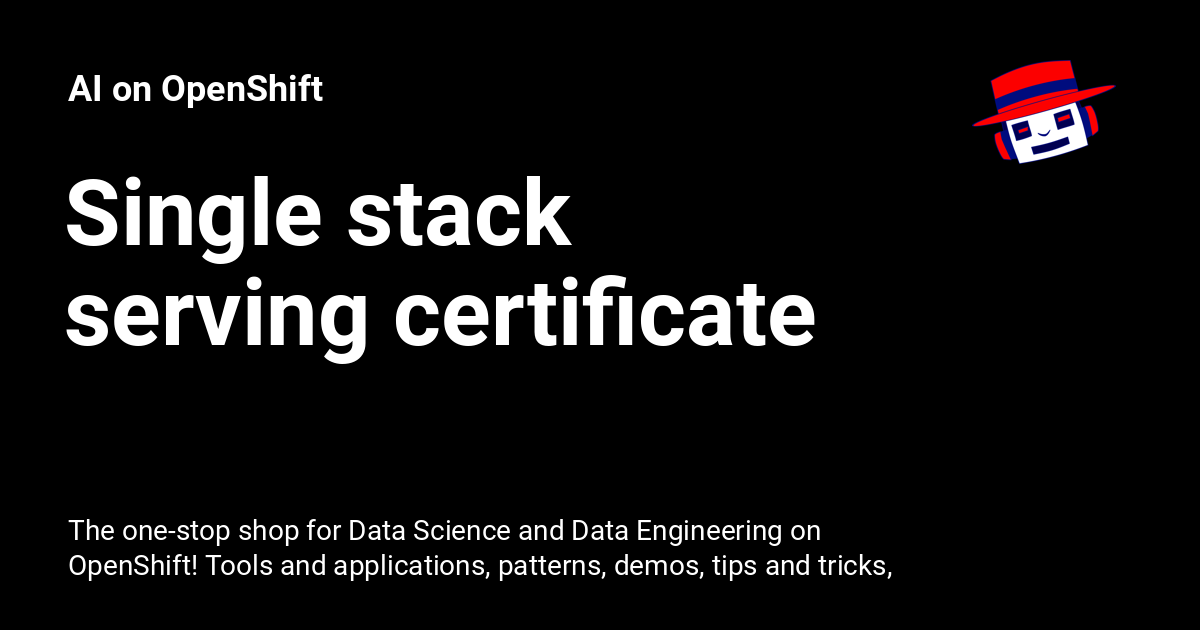 AI on OpenShift
Single stack
serving certificate
The one-stop shop for Data Science and Data Engineering on
OpenShift! Tools and applications, patterns, demos, tips and tricks,